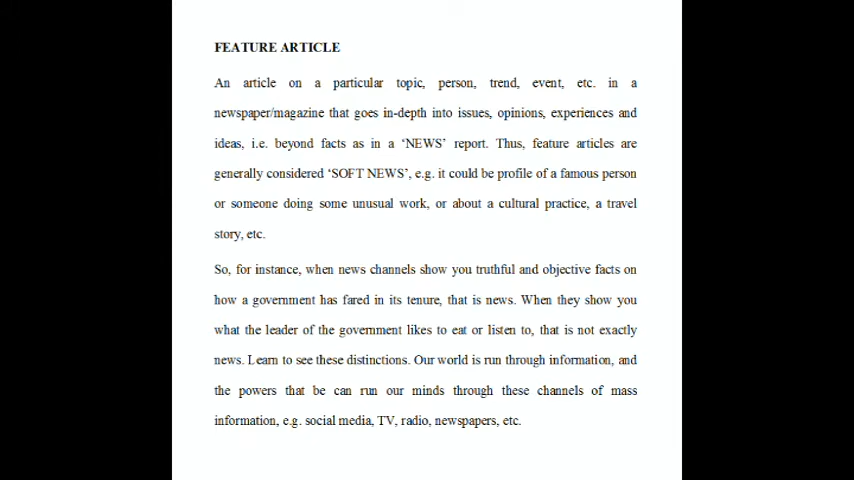 FEATURE ARTICLE
An article on a particular topic, person, trend, event, etc. in a
newspaper/magazine that goes in-depth into issues, opinions, experiences and
ideas, i.e. beyond facts as in a ‘NEWS’ report. Thus, feature articles are
generally considered ‘SOFT NEWS’, e.g. it could be profile of a famous person
or someone doing some unusual work, or about a cultural practice, a travel
story, etc.
So, for instance, when news channels show you truthful and objective facts on
how a government has fared in its tenure, that is news. When they show you
what the leader of the government likes to eat or listen to, that is not exactly
news. Learn to see these distinctions. Our world is run through information, and
the powers that be can run our minds through these channels of mass
information, e.g. social media, TV, radio, newspapers, etc.